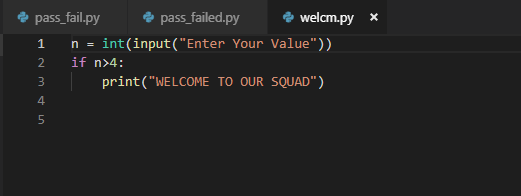 pass_fail.py pass_failed.py welcm.py ×
1 n = int(input("Enter Your Value"))
2 if n>4:
3     print("WELCOME TO OUR SQUAD")
4
5